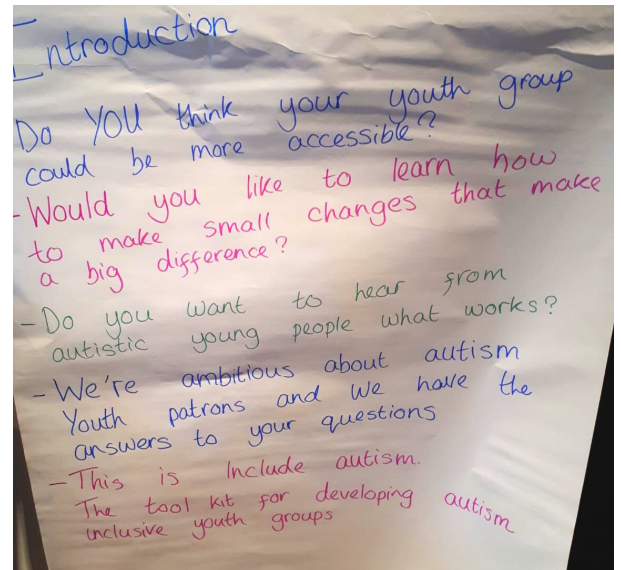 Introduction
Do YOU think your youth group
could be more accessible?
- Would you like to learn how
to make small changes that make
a big difference?
- Do you want to hear from
autistic young people what works?
- We're ambitious about autism
Youth patrons and we have the
answers to your questions
- This is Include autism.
The tool kit for developing autism
inclusive youth groups